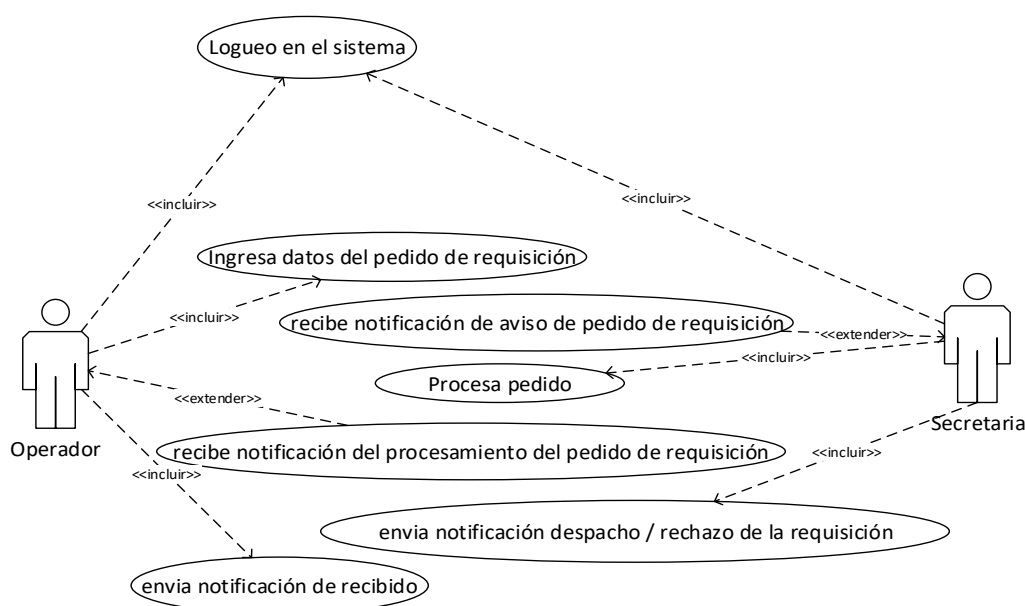 Logueo en el sistema
<<incluir>>
<<incluir>>
Ingresa datos del pedido de requisición
<<incluir>>
recibe notificación de aviso de pedido de requisición
<<extender>>
<<incluir>>
Procesa pedido
<<extender>>
Operador
Secretaria
recibe notificación del procesamiento del pedido de requisición
<<incluir>>
<<incluir>>
envia notificación despacho / rechazo de la requisición
envia notificación de recibido